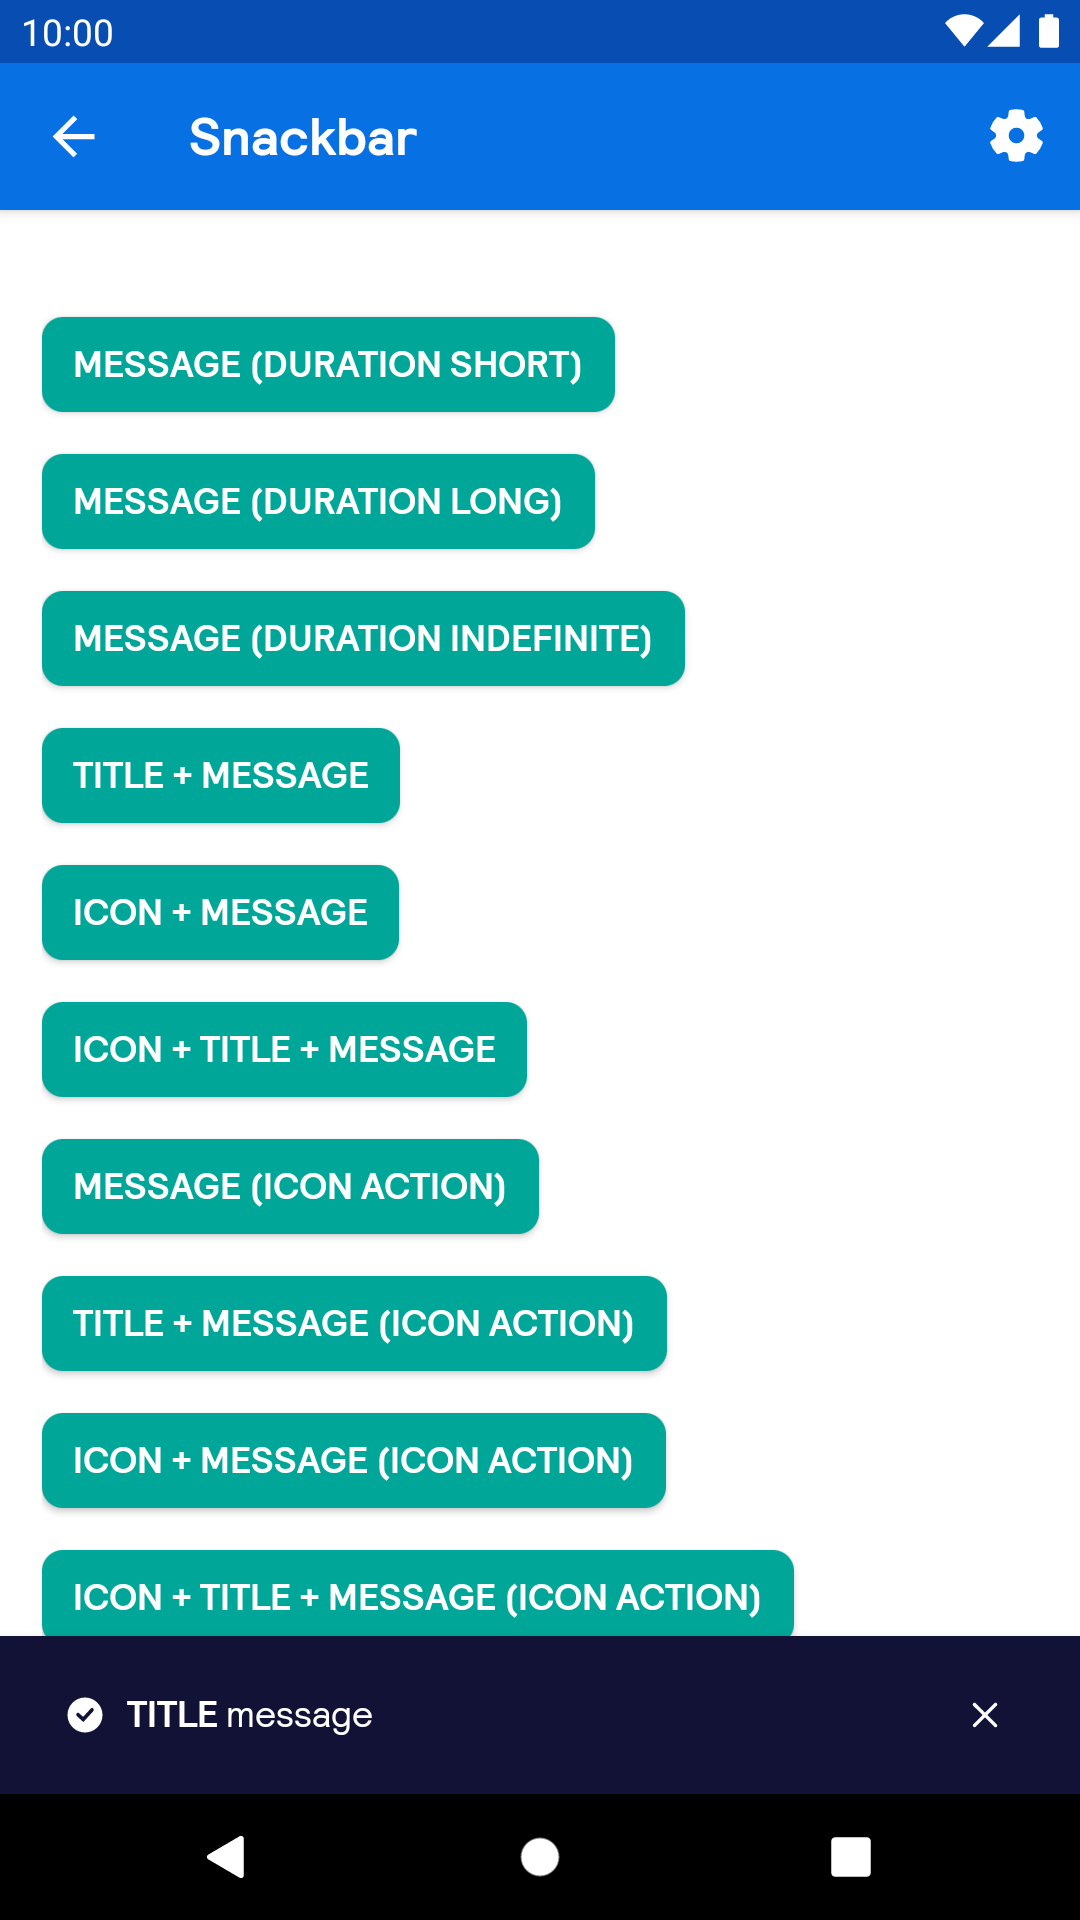 10:00
Snackbar
MESSAGE (DURATION SHORT)
MESSAGE (DURATION LONG)
MESSAGE (DURATION INDEFINITE)
TITLE + MESSAGE
ICON + MESSAGE
ICON + TITLE + MESSAGE
MESSAGE (ICON ACTION)
TITLE + MESSAGE (ICON ACTION)
ICON + MESSAGE (ICON ACTION)
ICON + TITLE + MESSAGE (ICON ACTION)
TITLE message